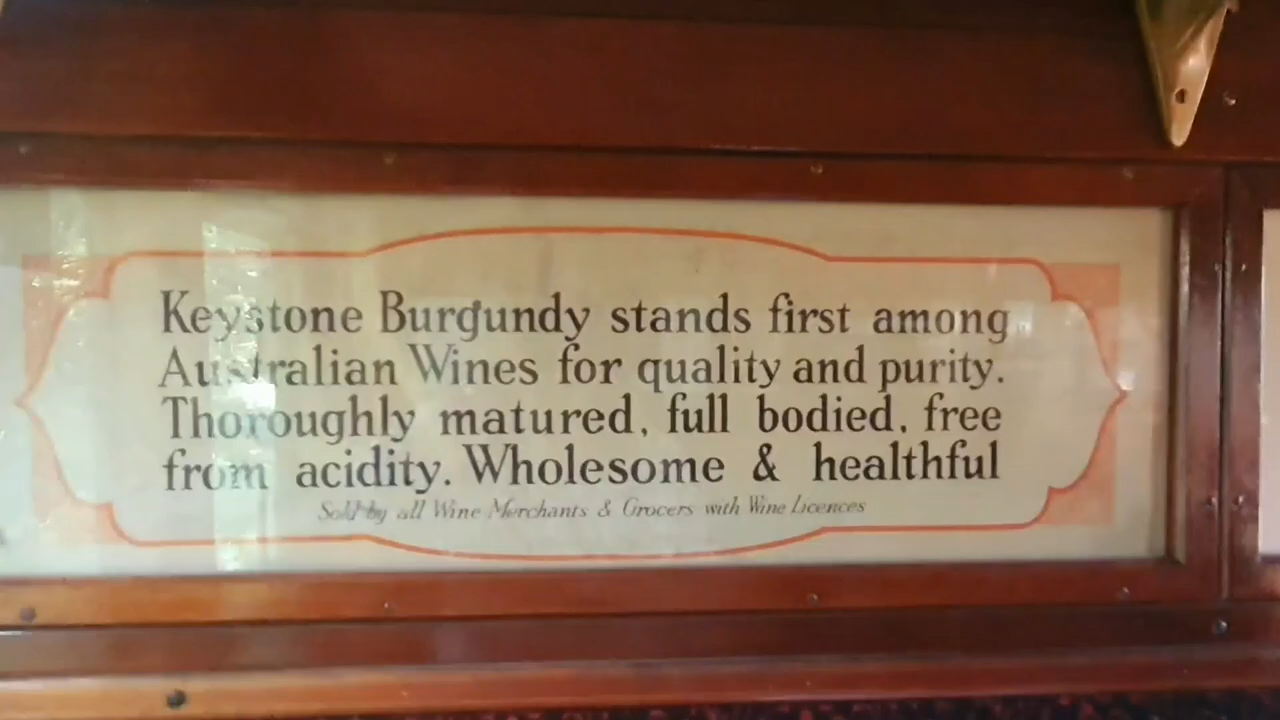 Keystone Burgundy stands first among
Australian Wines for quality and purity.
Thoroughly matured, full bodied, free
from acidity. Wholesome & healthful
Sold by all Wine Merchants & Grocers with Wine Licences